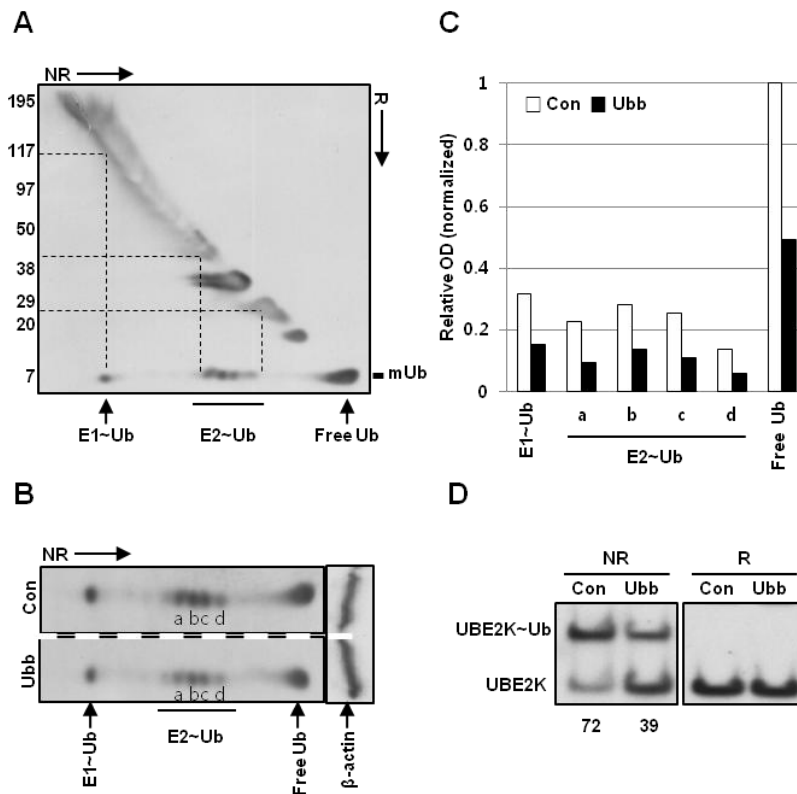 A
NR
R
195
117
97
50
38
29
20
7
mUb
E1~Ub
E2~Ub
Free Ub
B
NR
Con
a bc d
Ubb
a bc d
E1~Ub
E2~Ub
Free Ub
β-actin
C
Relative OD (normalized)
1
0.8
0.6
0.4
0.2
0
Con Ubb
E1~Ub
a b c d
E2~Ub
Free Ub
D
NR R
Con Ubb Con Ubb
UBE2K~Ub
UBE2K
72 39